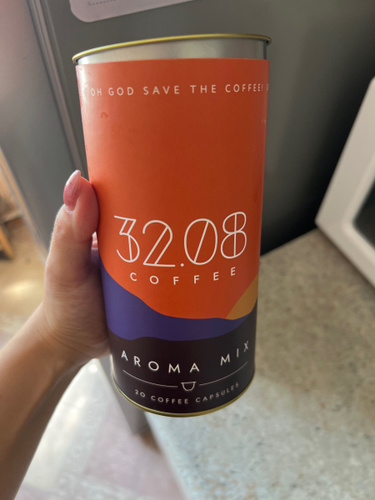 OH GOD SAVE THE COFFEE!
32.08
COFFEE
AROMA MIX
20 COFFEE CAPSULES